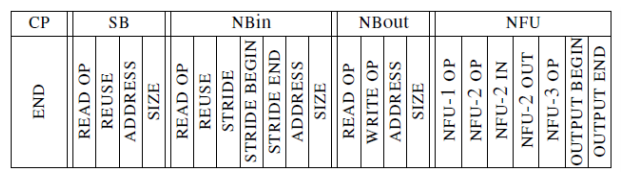 CP SB NBin NBout NFU
END
READ OP
REUSE
ADDRESS
SIZE
READ OP
REUSE
STRIDE
STRIDE BEGIN
STRIDE END
ADDRESS
SIZE
READ OP
WRITE OP
ADDRESS
SIZE
NFU-1 OP
NFU-2 OP
NFU-2 IN
NFU-2 OUT
NFU-3 OP
OUTPUT BEGIN
OUTPUT END